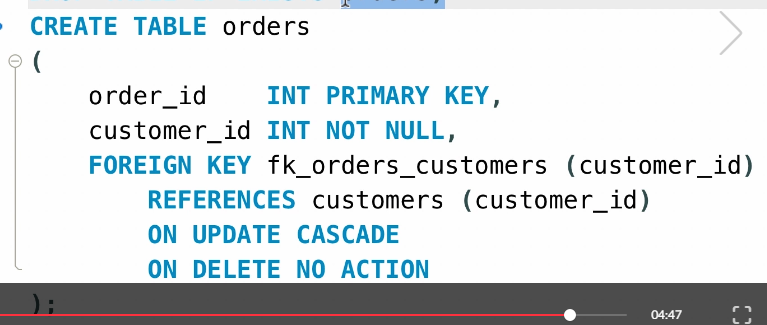 CREATE TABLE orders
(
order_id INT PRIMARY KEY,
customer_id INT NOT NULL,
FOREIGN KEY fk_orders_customers (customer_id)
REFERENCES customers (customer_id)
ON UPDATE CASCADE
ON DELETE NO ACTION
);
04:47